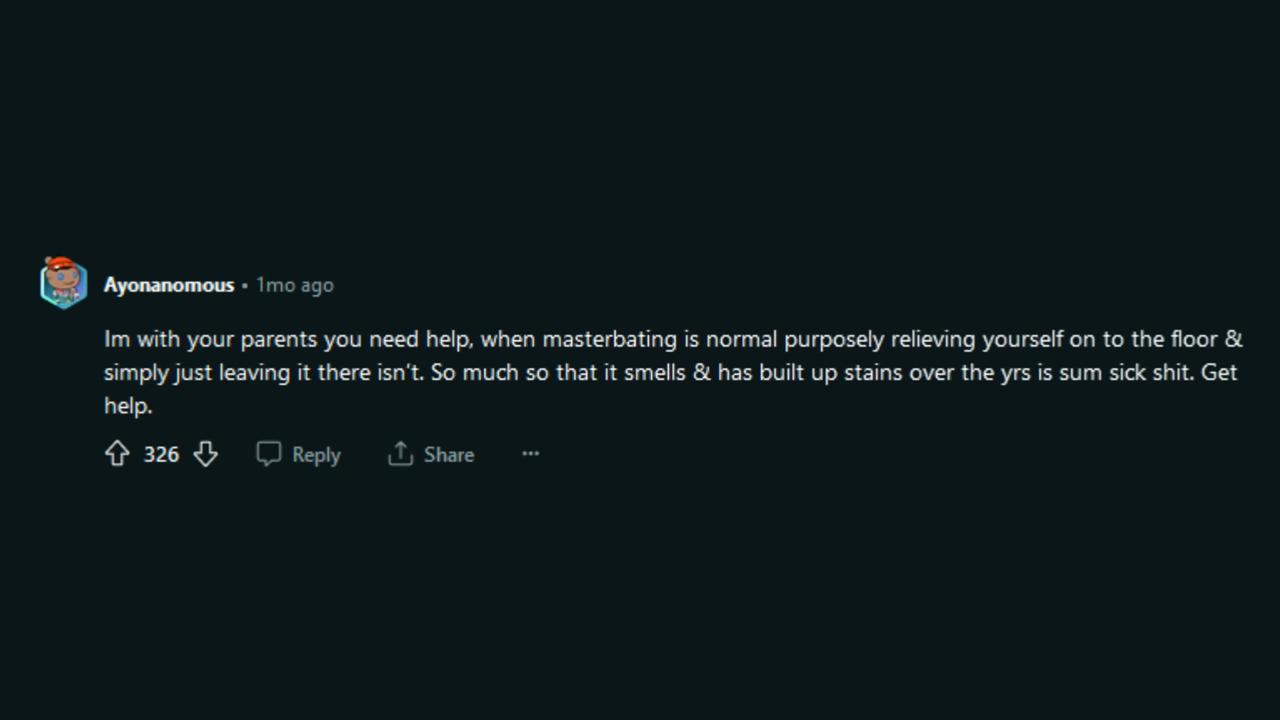 Ayonanomous • 1mo ago
Im with your parents you need help, when masterbating is normal purposely relieving yourself on to the floor &
simply just leaving it there isn't. So much so that it smells & has built up stains over the yrs is sum sick shit. Get
help.
326 Reply Share ...